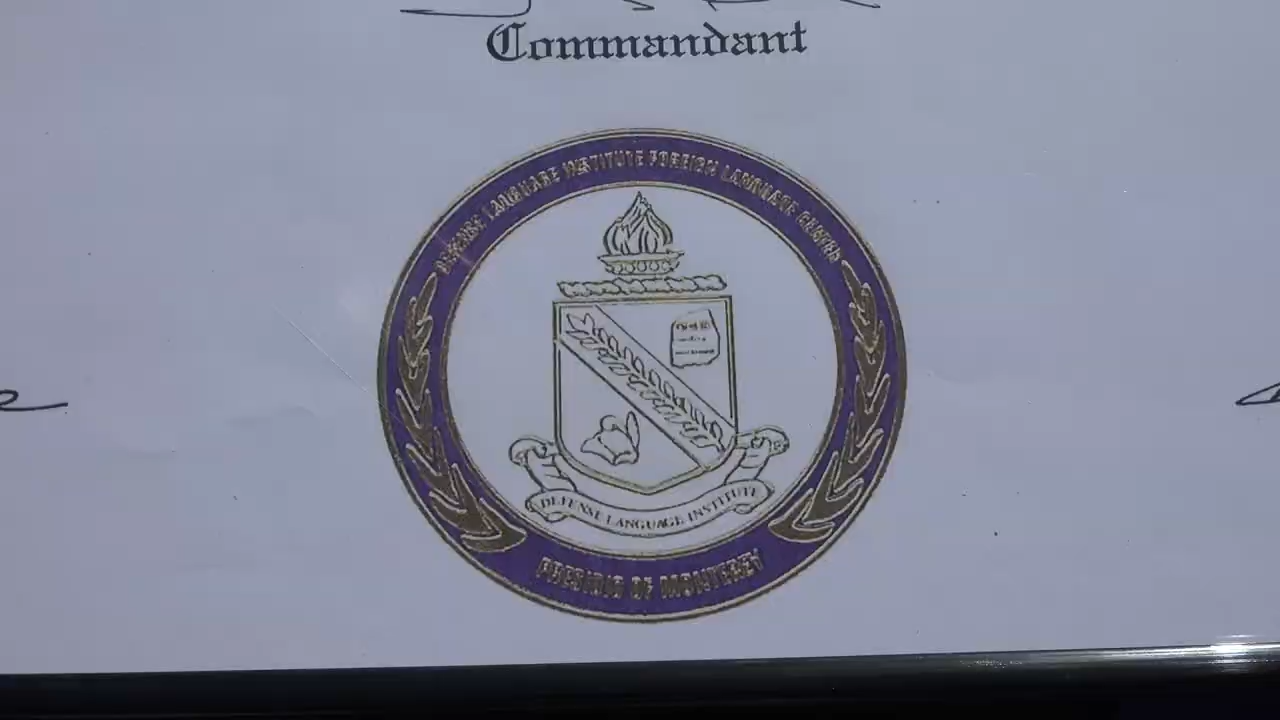 Commandant
DEFENSE LANGUAGE INSTITUTE FOREIGN LANGUAGE CENTER
DEFENSE LANGUAGE INSTITUTE
PRESIDIO OF MONTEREY